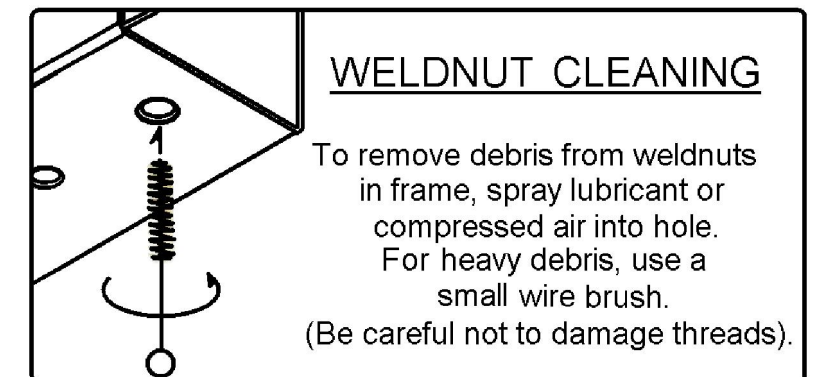 WELDNUT CLEANING
To remove debris from weldnuts
in frame, spray lubricant or
compressed air into hole.
For heavy debris, use a
small wire brush.
(Be careful not to damage threads).